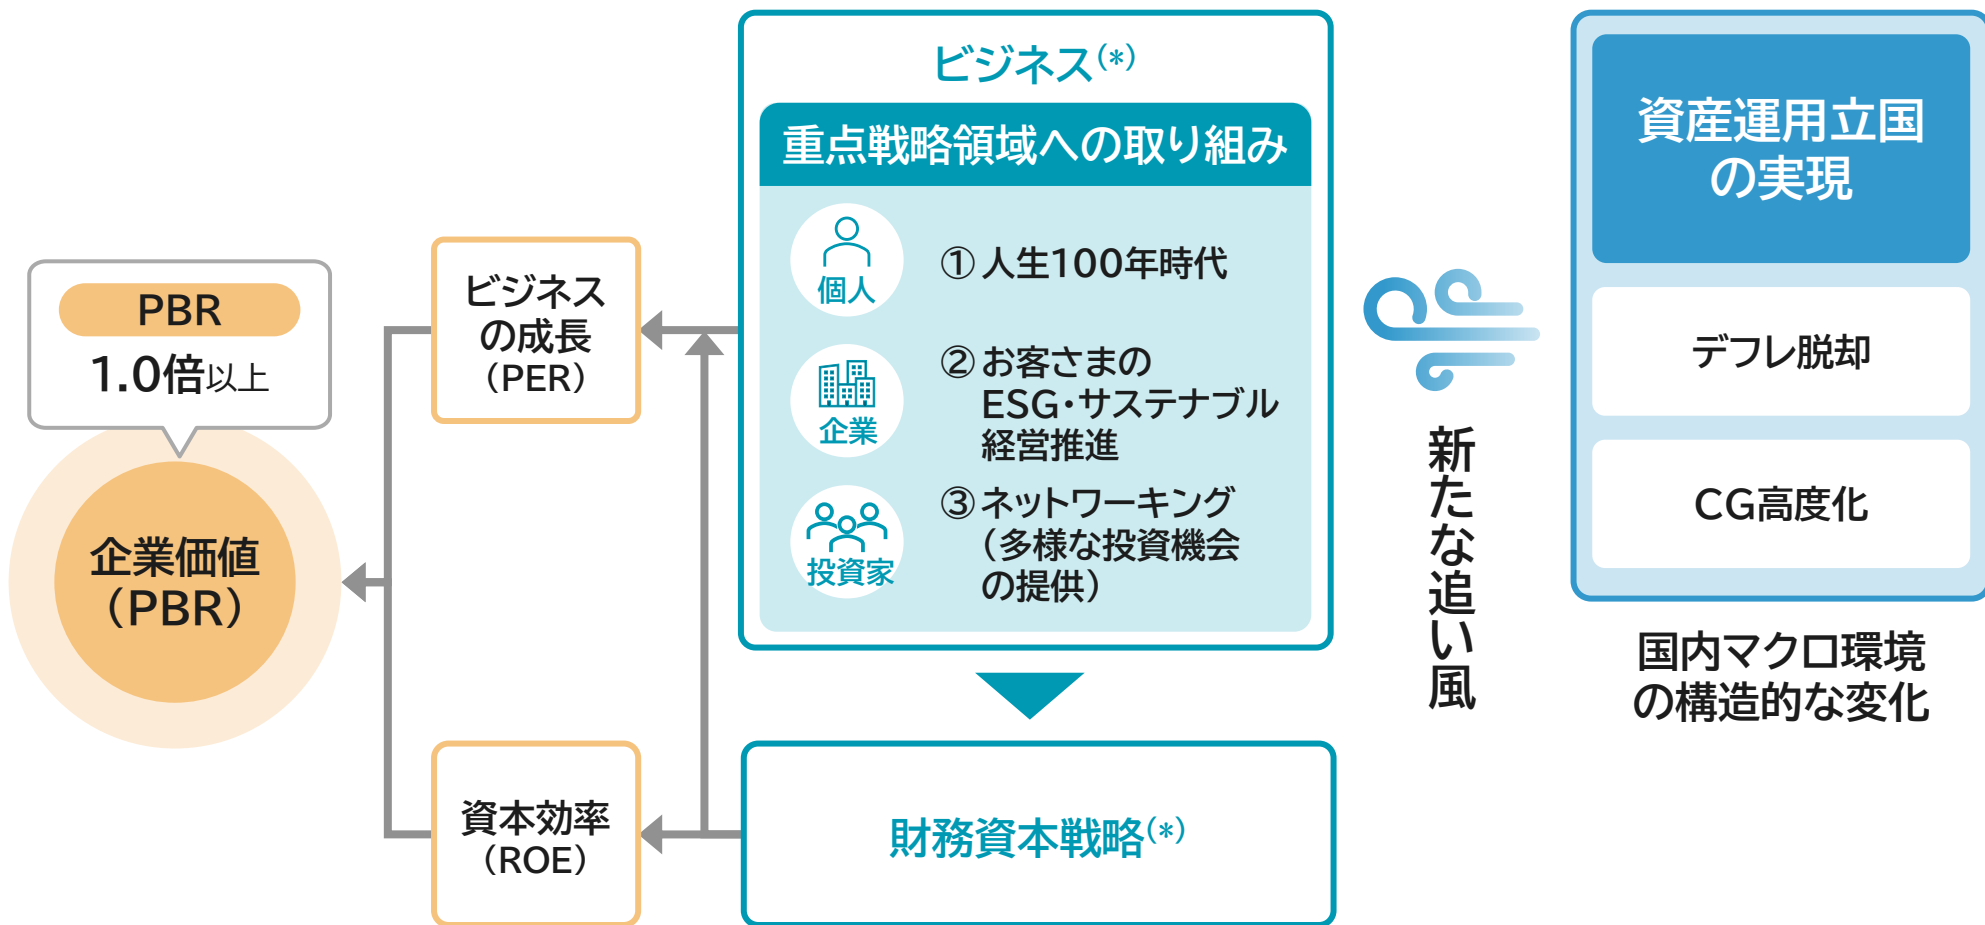 PBR
1.0倍以上
企業価値
(PBR)
ビジネス
の成長
(PER)
資本効率
(ROE)
ビジネス(*)
重点戦略領域への取り組み
個人
① 人生100年時代
企業
② お客さまの
ESG・サステナブル
経営推進
投資家
③ ネットワーキング
(多様な投資機会
の提供)
財務資本戦略(*)
新たな追い風
資産運用立国
の実現
デフレ脱却
CG高度化
国内マクロ環境
の構造的な変化